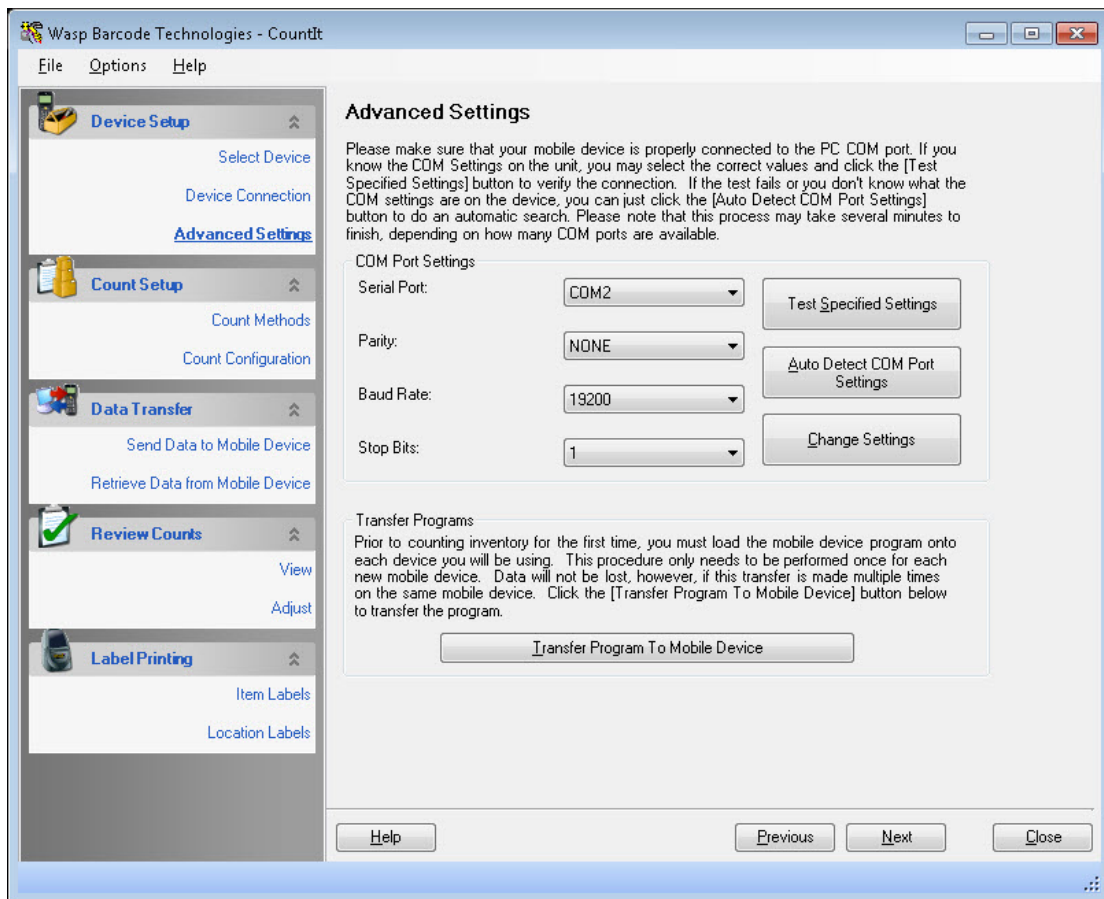 Wasp Barcode Technologies - CountIt
File Options Help
Device Setup
Select Device
Device Connection
Advanced Settings
Count Setup
Count Methods
Count Configuration
Data Transfer
Send Data to Mobile Device
Retrieve Data from Mobile Device
Review Counts
View
Adjust
Label Printing
Item Labels
Location Labels
Advanced Settings
Please make sure that your mobile device is properly connected to the PC COM port. If you
know the COM Settings on the unit, you may select the correct values and click the [Test
Specified Settings] button to verify the connection. If the test fails or you don't know what the
COM settings are on the device, you can just click the [Auto Detect COM Port Settings]
button to do an automatic search. Please note that this process may take several minutes to
finish, depending on how many COM ports are available.
COM Port Settings
Serial Port: COM2
Test Specified Settings
Parity: NONE
Auto Detect COM Port
Settings
Baud Rate: 19200
Change Settings
Stop Bits: 1
Transfer Programs
Prior to counting inventory for the first time, you must load the mobile device program onto
each device you will be using. This procedure only needs to be performed once for each
new mobile device. Data will not be lost, however, if this transfer is made multiple times
on the same mobile device. Click the [Transfer Program To Mobile Device] button below
to transfer the program.
Transfer Program To Mobile Device
Help Previous Next Close